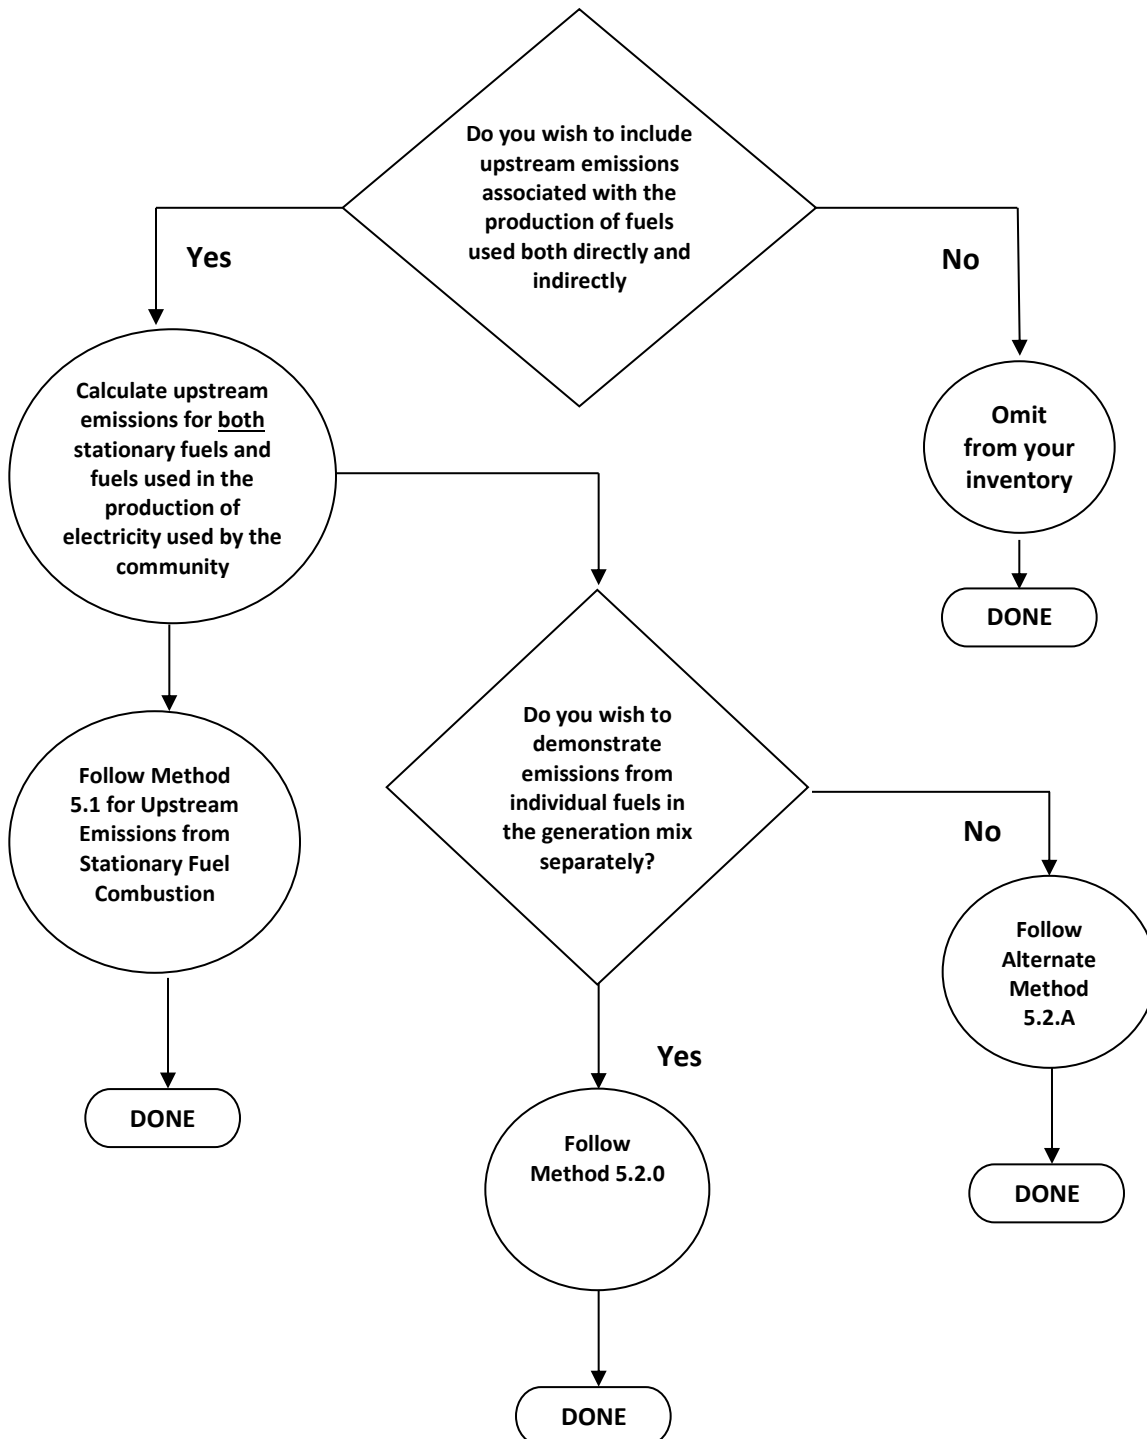 Do you wish to include
upstream emissions
associated with the
production of fuels
used both directly and
indirectly
Yes
No
Calculate upstream
emissions for both
stationary fuels and
fuels used in the
production of
electricity used by the
community
Omit
from your
inventory
DONE
Do you wish to
demonstrate
emissions from
individual fuels in
the generation mix
separately?
Follow Method
5.1 for Upstream
Emissions from
Stationary Fuel
Combustion
No
Follow
Alternate
Method
5.2.A
Yes
DONE
Follow
Method 5.2.0
DONE
DONE